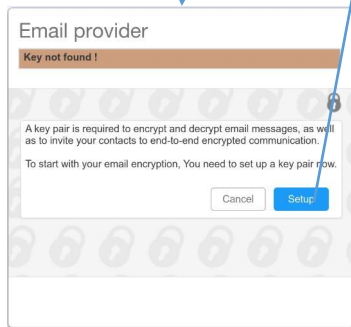 Email provider
Key not found !
A key pair is required to encrypt and decrypt email messages, as well
as to invite your contacts to end-to-end encrypted communication.
To start with your email encryption, You need to set up a key pair now.
Cancel
Setup